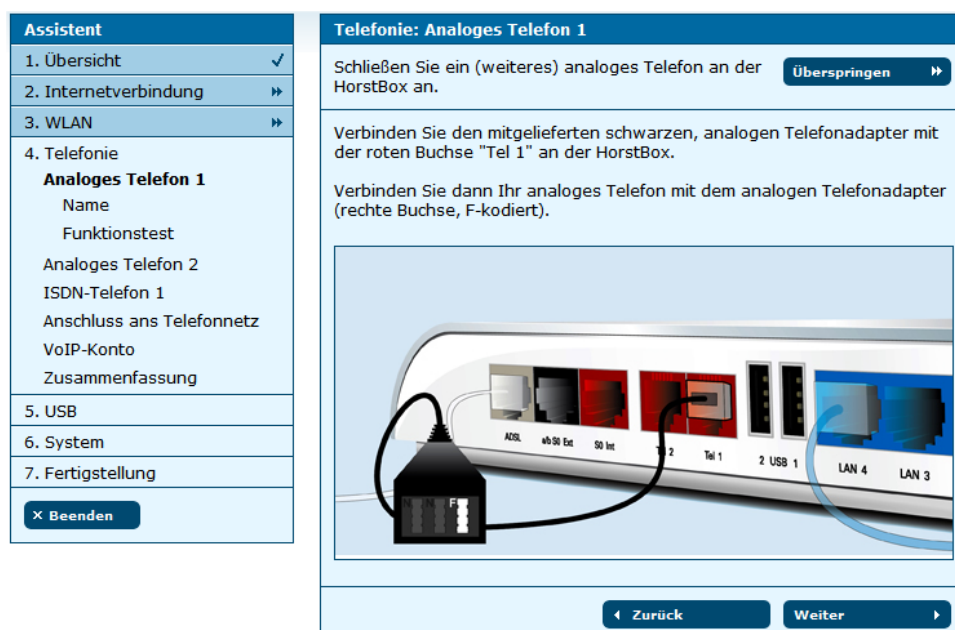 Assistent
1. Übersicht
2. Internetverbindung
3. WLAN
4. Telefonie
Analoges Telefon 1
Name
Funktionstest
Analoges Telefon 2
ISDN-Telefon 1
Anschluss ans Telefonnetz
VoIP-Konto
Zusammenfassung
5. USB
6. System
7. Fertigstellung
× Beenden
Telefonie: Analoges Telefon 1
Schließen Sie ein (weiteres) analoges Telefon an der
HorstBox an.
Überspringen
Verbinden Sie den mitgelieferten schwarzen, analogen Telefonadapter mit
der roten Buchse "Tel 1" an der HorstBox.
Verbinden Sie dann Ihr analoges Telefon mit dem analogen Telefonadapter
(rechte Buchse, F-kodiert).
ADSL a/b S0 Ext S0 Int Tel 2 Tel 1 2 USB 1 LAN 4 LAN 3
N N F
Zurück
Weiter